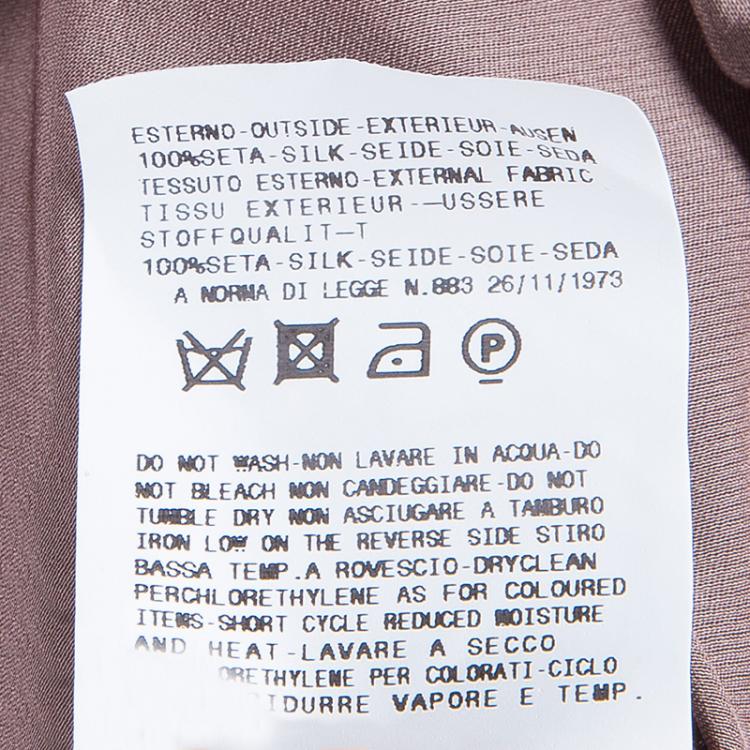 ESTERNO-OUTSIDE-EXTERIEUR-AUSEN
100%SETA-SILK-SEIDE-SOIE-SEDA
TESSUTO ESTERNO-EXTERNAL FABRIC
TISSU EXTERIEUR-—USSERE
STOFFQUALIT—T
100%SETA-SILK-SEIDE-SOIE-SEDA
A NORMA DI LEGGE N.883 26/11/1973
P
DO NOT WASH-NON LAVARE IN ACQUA-DO
NOT BLEACH NON CANDEGGIARE-DO NOT
TUMBLE DRY NON ASCIUGARE A TAMBURO
IRON LOW ON THE REVERSE SIDE STIRO
BASSA TEMP.A ROVESCIO-DRYCLEAN
PERCHLORETHYLENE AS FOR COLOURED
ITEMS-SHORT CYCLE REDUCED MOISTURE
AND HEAT-LAVARE A SECCO
ORETHYLENE PER COLORATI-CICLO
IDURRE VAPORE E TEMP.